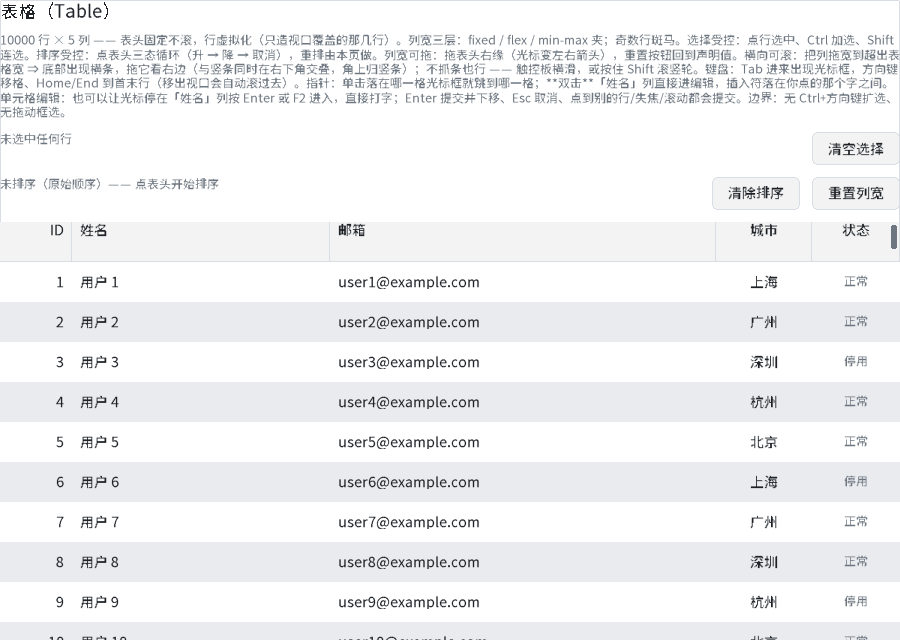 表格（Table）
10000 行 × 5 列 —— 表头固定不滚，行虚拟化（只造视口覆盖的那几行）。列宽三层：fixed / flex / min-max 夹；奇数行斑马。选择受控：点行选中、Ctrl 加选、Shift
连选。排序受控：点表头三态循环（升 → 降 → 取消），重排由本页做。列宽可拖：拖表头右缘（光标变左右箭头），重置按钮回到声明值。横向可滚：把列拖宽到超出表
格宽 ⇒ 底部出现横条，拖它看右边（与竖条同时在右下角交叠，角上归竖条）；不抓条也行 —— 触控板横滑，或按住 Shift 滚竖轮。键盘：Tab 进来出现光标框，方向键
移格、Home/End 到首末行（移出视口会自动滚过去）。指针：单击落在哪一格光标框就跳到哪一格；**双击**「姓名」列直接进编辑，插入符落在你点的那个字之间。
单元格编辑：也可以让光标停在「姓名」列按 Enter 或 F2 进入，直接打字；Enter 提交并下移、Esc 取消、点到别的行/失焦/滚动都会提交。边界：无 Ctrl+方向键扩选、
无拖动框选。
未选中任何行
清空选择
未排序（原始顺序）—— 点表头开始排序
清除排序 重置列宽
ID 姓名 邮箱 城市 状态
1 用户 1 user1@example.com 上海 正常
2 用户 2 user2@example.com 广州 正常
3 用户 3 user3@example.com 深圳 停用
4 用户 4 user4@example.com 杭州 正常
5 用户 5 user5@example.com 北京 正常
6 用户 6 user6@example.com 上海 停用
7 用户 7 user7@example.com 广州 正常
8 用户 8 user8@example.com 深圳 正常
9 用户 9 user9@example.com 杭州 停用
10 用户 10 user10@example.com 北京 正常